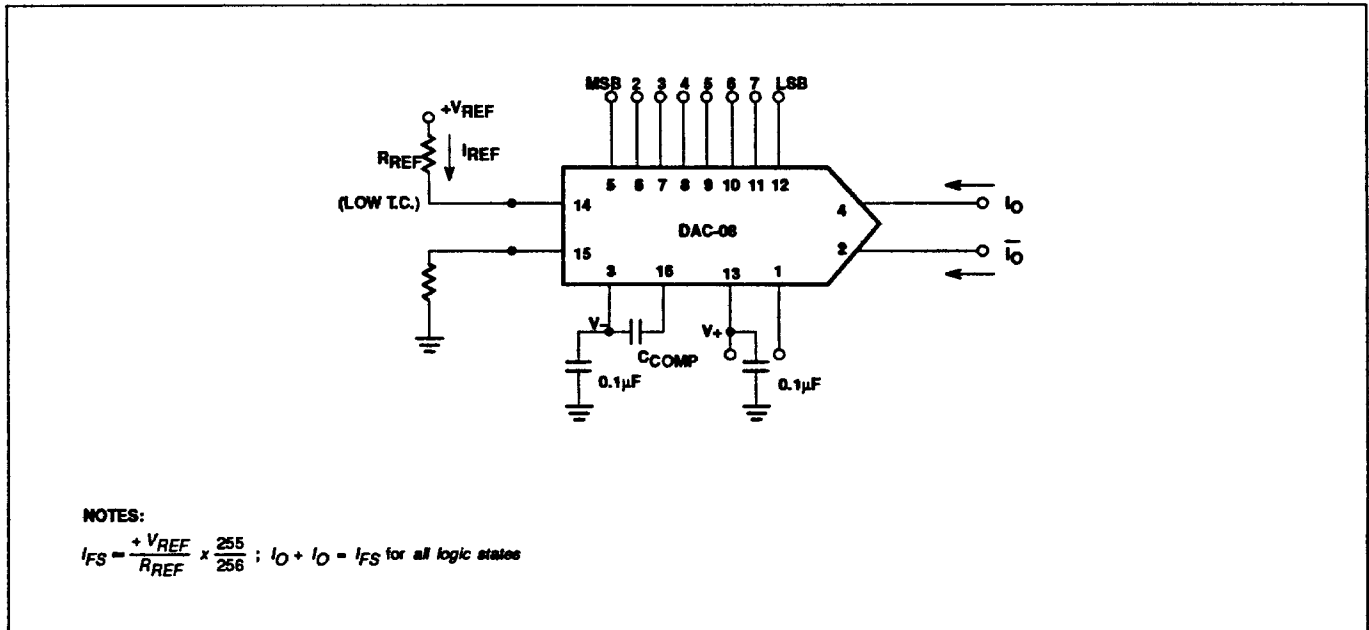 MSB 2 3 4 5 6 7 LSB
+VREF
RREF IREF
(LOW T.C.)
5 6 7 8 9 10 11 12
14
4
IO
DAC-08
15
2
IO
3 16 13 1
V–
V+
CCOMP
0.1μF
0.1μF
NOTES:
IFS = + VREF / RREF x 255 / 256 ; IO + IO = IFS for all logic states